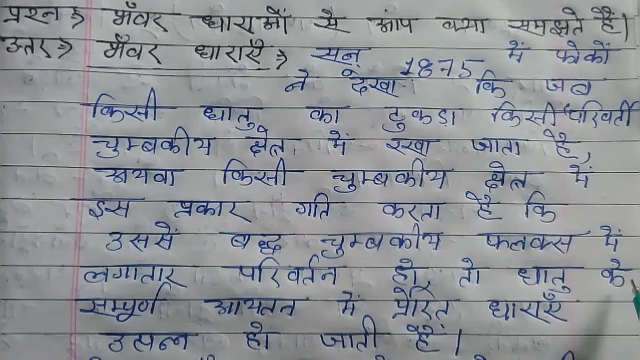 प्रश्न ⇒ भँवर धाराओं से आप क्या समझते हैं।
उत्तर ⇒ भँवर धाराएँ ⇒ सन् 1875 में फोकों
ने देखा कि जब
किसी धातु का टुकड़ा किसी परिवर्ती
चुम्बकीय क्षेत्र में रखा जाता है,
अथवा किसी चुम्बकीय क्षेत्र में
इस प्रकार गति करता है कि
उससें बद्ध चुम्बकीय फलक्स में
लगातार परिवर्तन हो तो धातु के
सम्पूर्ण आयतन में प्रेरित धाराएँ
उत्पन्न हो जाती हैं।